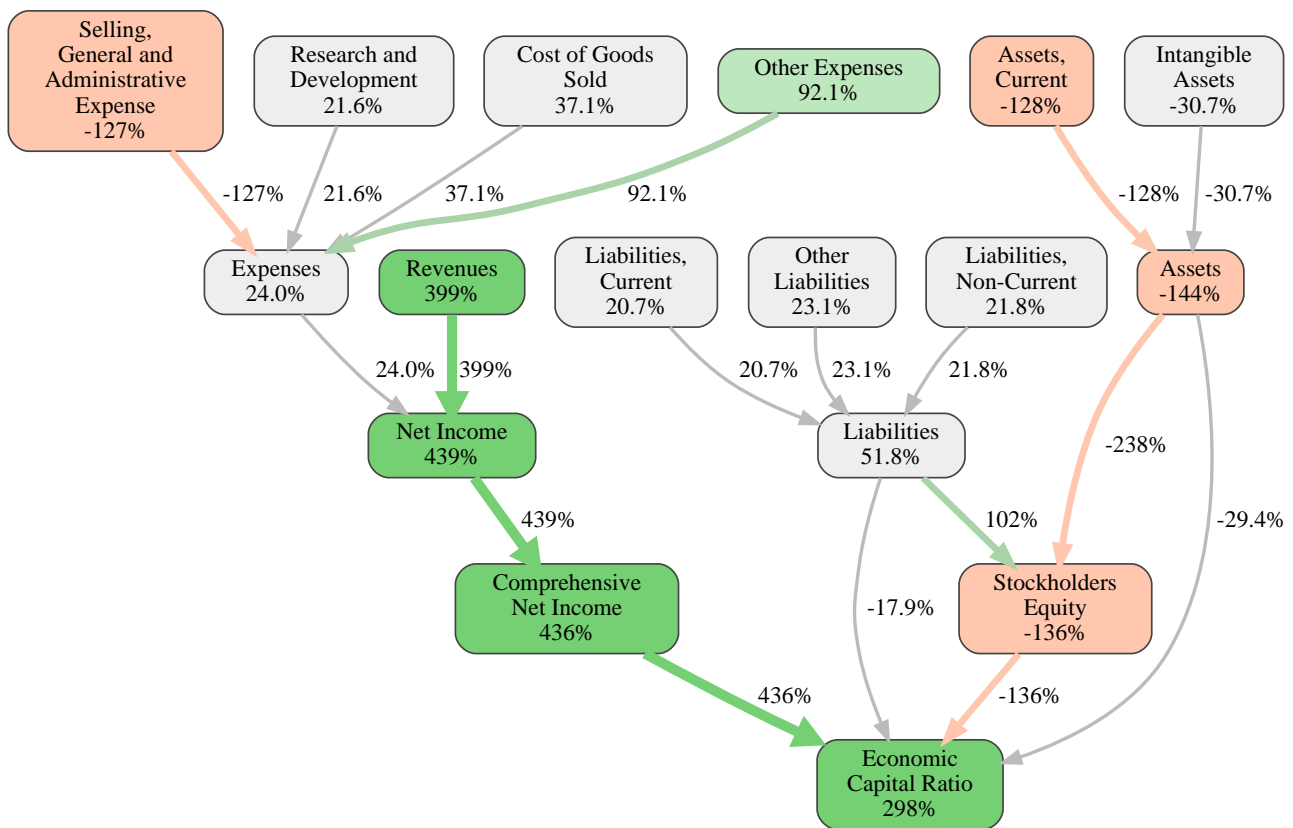 Selling,
General and
Administrative
Expense
-127%
Research and
Development
21.6%
Cost of Goods
Sold
37.1%
Other Expenses
92.1%
Assets,
Current
-128%
Intangible
Assets
-30.7%
-127%
21.6%
37.1%
92.1%
-128%
-30.7%
Expenses
24.0%
Revenues
399%
Liabilities,
Current
20.7%
Other
Liabilities
23.1%
Liabilities,
Non-Current
21.8%
Assets
-144%
24.0%
399%
20.7%
23.1%
21.8%
Net Income
439%
Liabilities
51.8%
-238%
439%
102%
-29.4%
Comprehensive
Net Income
436%
-17.9%
Stockholders
Equity
-136%
436%
-136%
Economic
Capital Ratio
298%